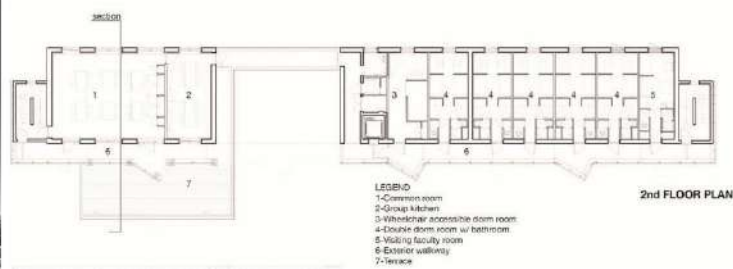 section
1
2
3
4
4
4
4
4
5
6
6
7
LEGEND
1-Common room
2-Group kitchen
3-Wheelchair accessible dorm room
4-Double dorm room w/ bathroom
5-Visiting faculty room
6-Exterior walkway
7-Terrace
2nd FLOOR PLAN